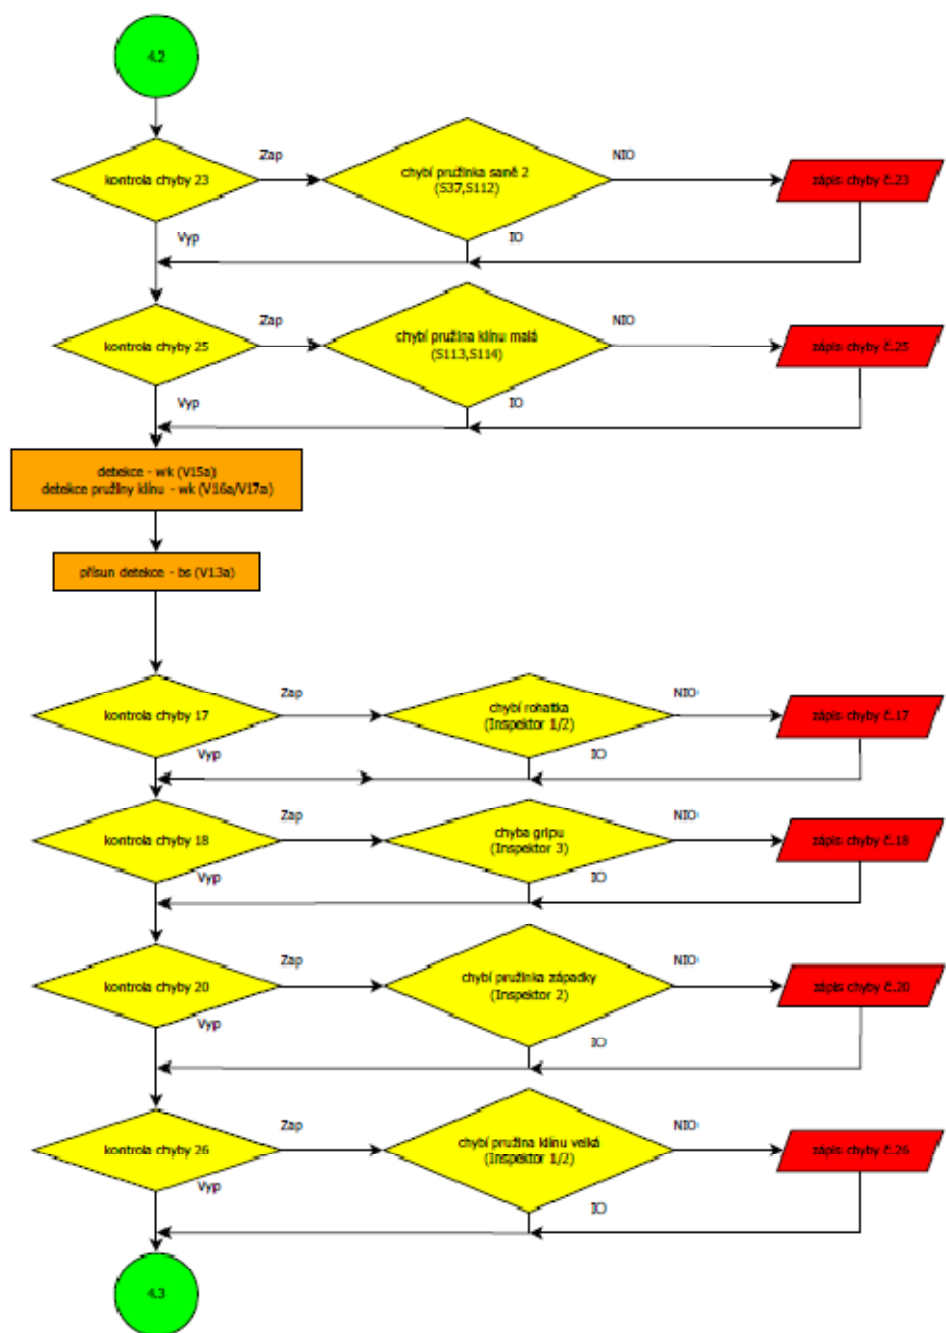 4.2
kontrola chyby 23
Zap
chybí pružinka saně 2
(S37,S112)
NIO
zápis chyby č.23
Vyp
IO
kontrola chyby 25
Zap
chybí pružina klínu malá
(S113,S114)
NIO
zápis chyby č.25
Vyp
IO
detekce - wk (V15a)
detekce pružiny klínu - wk (V16a/V17a)
přísun detekce - bs (V13a)
kontrola chyby 17
Zap
chybí rohatka
(Inspektor 1/2)
NIO
zápis chyby č.17
Vyp
IO
kontrola chyby 18
Zap
chyba gripu
(Inspektor 3)
NIO
zápis chyby č.18
Vyp
IO
kontrola chyby 20
Zap
chybí pružinka západky
(Inspektor 2)
NIO
zápis chyby č.20
Vyp
IO
kontrola chyby 26
Zap
chybí pružina klínu velká
(Inspektor 1/2)
NIO
zápis chyby č.26
Vyp
IO
4.3